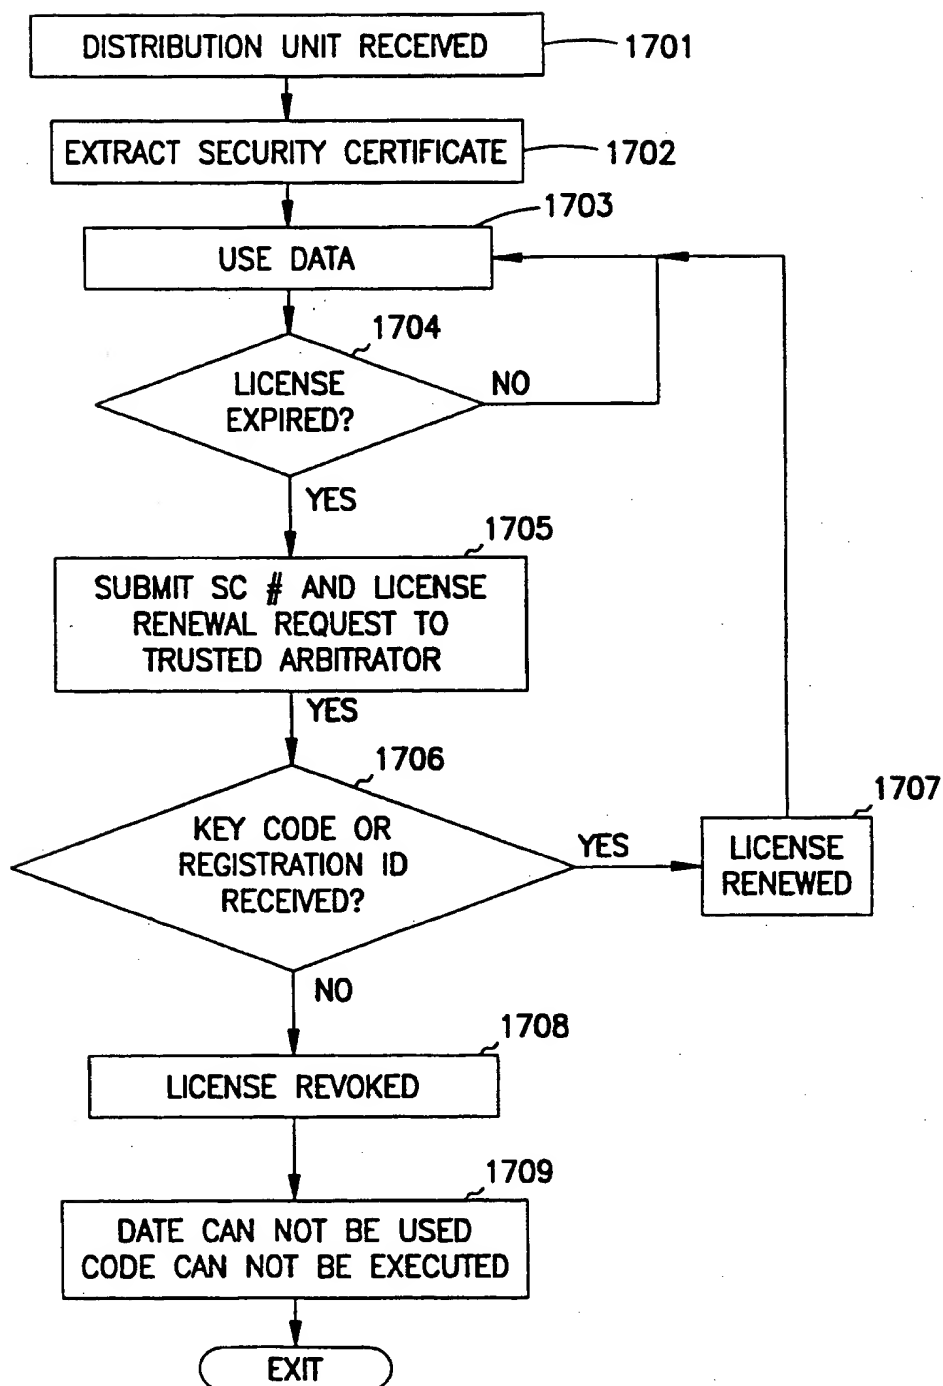 DISTRIBUTION UNIT RECEIVED
1701
EXTRACT SECURITY CERTIFICATE
1702
1703
USE DATA
1704
LICENSE
EXPIRED?
NO
YES
1705
SUBMIT SC # AND LICENSE
RENEWAL REQUEST TO
TRUSTED ARBITRATOR
YES
1706
KEY CODE OR
REGISTRATION ID
RECEIVED?
YES
1707
LICENSE
RENEWED
NO
1708
LICENSE REVOKED
1709
DATE CAN NOT BE USED
CODE CAN NOT BE EXECUTED
EXIT